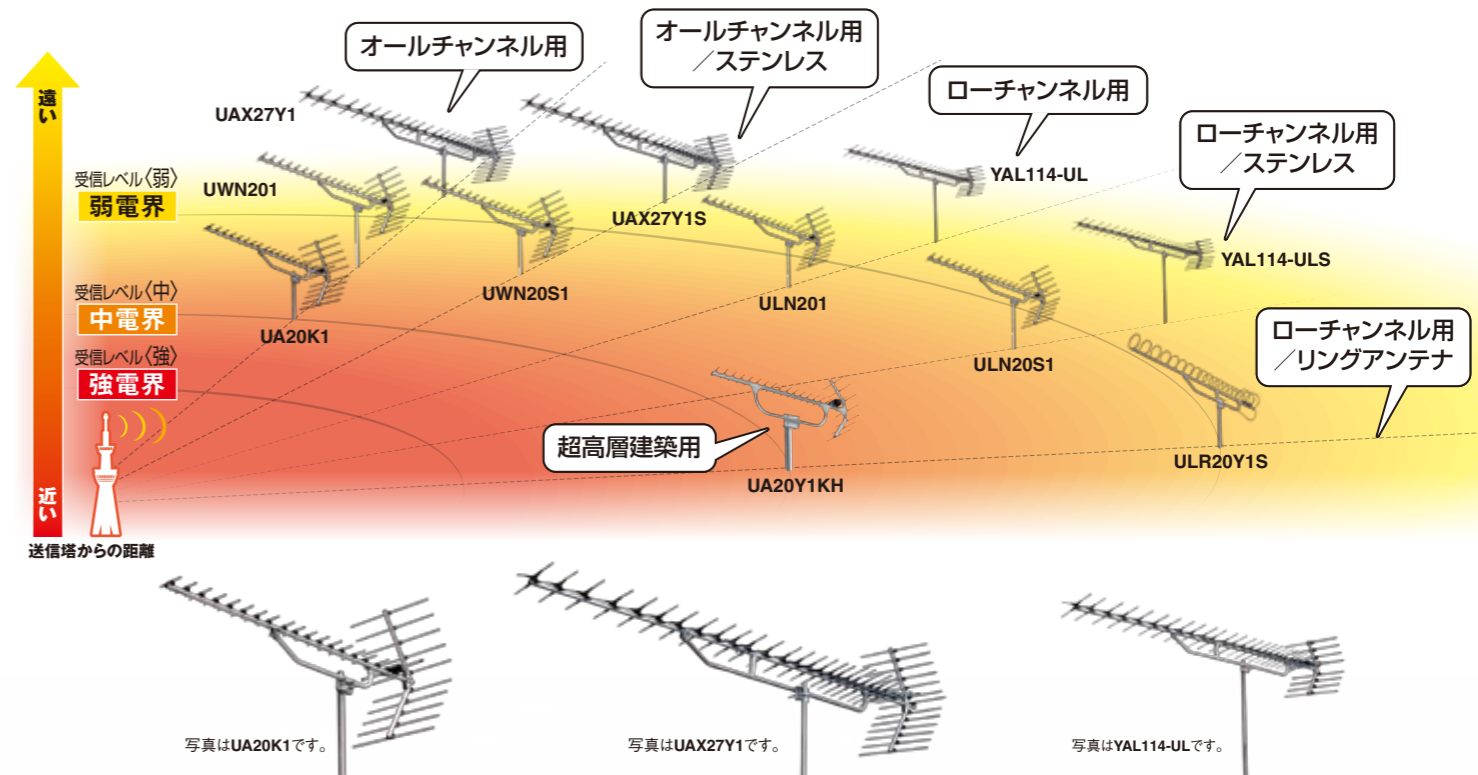 オールチャンネル用
オールチャンネル用
／ステンレス
ローチャンネル用
ローチャンネル用
／ステンレス
遠い
UAX27Y1
受信レベル〈弱〉
弱電界
UWN201
UAX27Y1S
YAL114-UL
YAL114-ULS
受信レベル〈中〉
中電界
UWN20S1
ULN201
UA20K1
ULN20S1
ローチャンネル用
／リングアンテナ
受信レベル〈強〉
強電界
超高層建築用
UA20Y1KH
ULR20Y1S
近い
送信塔からの距離
写真はUA20K1です。
写真はUAX27Y1です。
写真はYAL114-ULです。